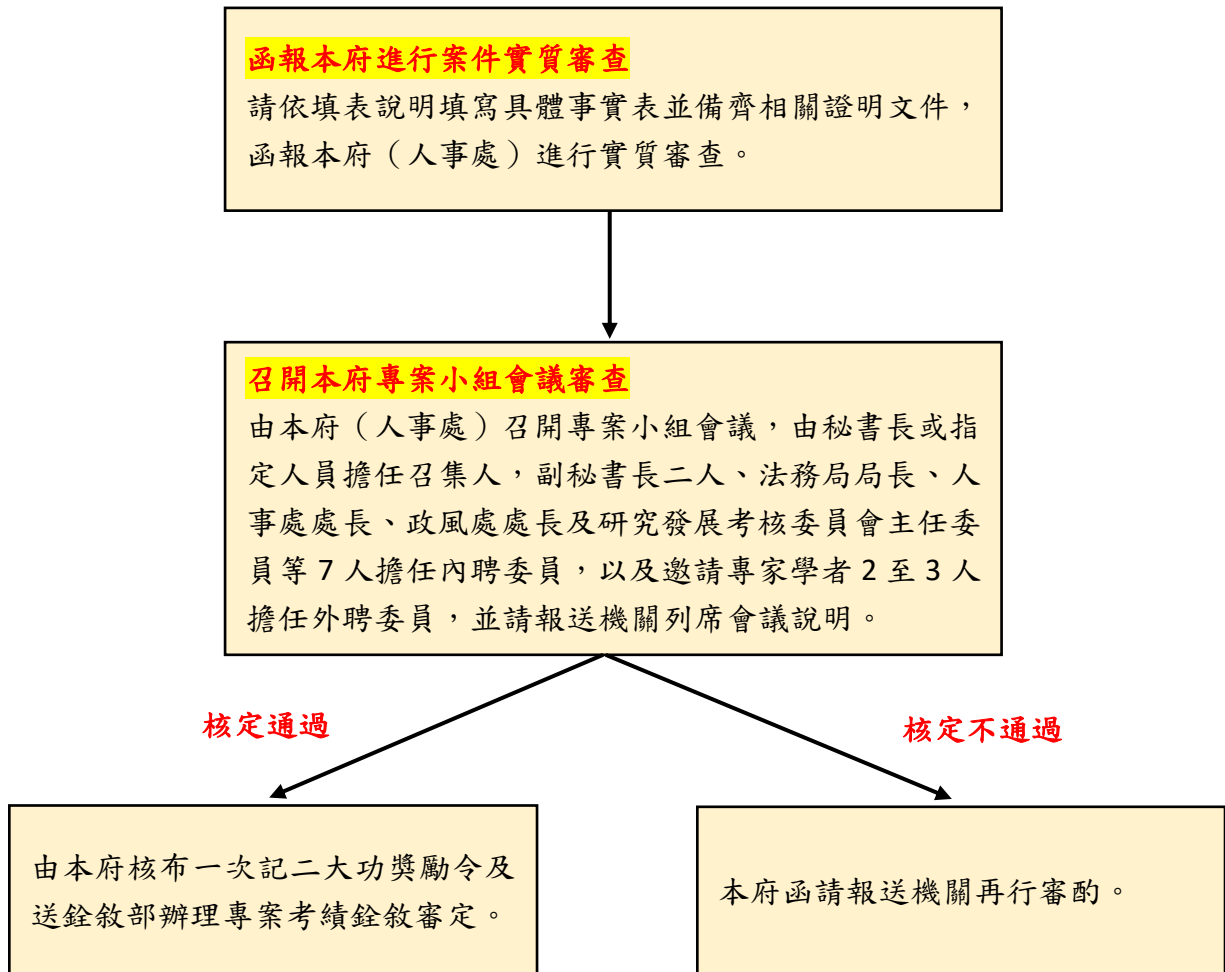 函報本府進行案件實質審查
請依填表說明填寫具體事實表並備齊相關證明文件，
函報本府（人事處）進行實質審查。
召開本府專案小組會議審查
由本府（人事處）召開專案小組會議，由秘書長或指
定人員擔任召集人，副秘書長二人、法務局局長、人
事處處長、政風處處長及研究發展考核委員會主任委
員等 7 人擔任內聘委員，以及邀請專家學者 2 至 3 人
擔任外聘委員，並請報送機關列席會議說明。
核定通過
核定不通過
由本府核布一次記二大功獎勵令及
送銓敘部辦理專案考績銓敘審定。
本府函請報送機關再行審酌。